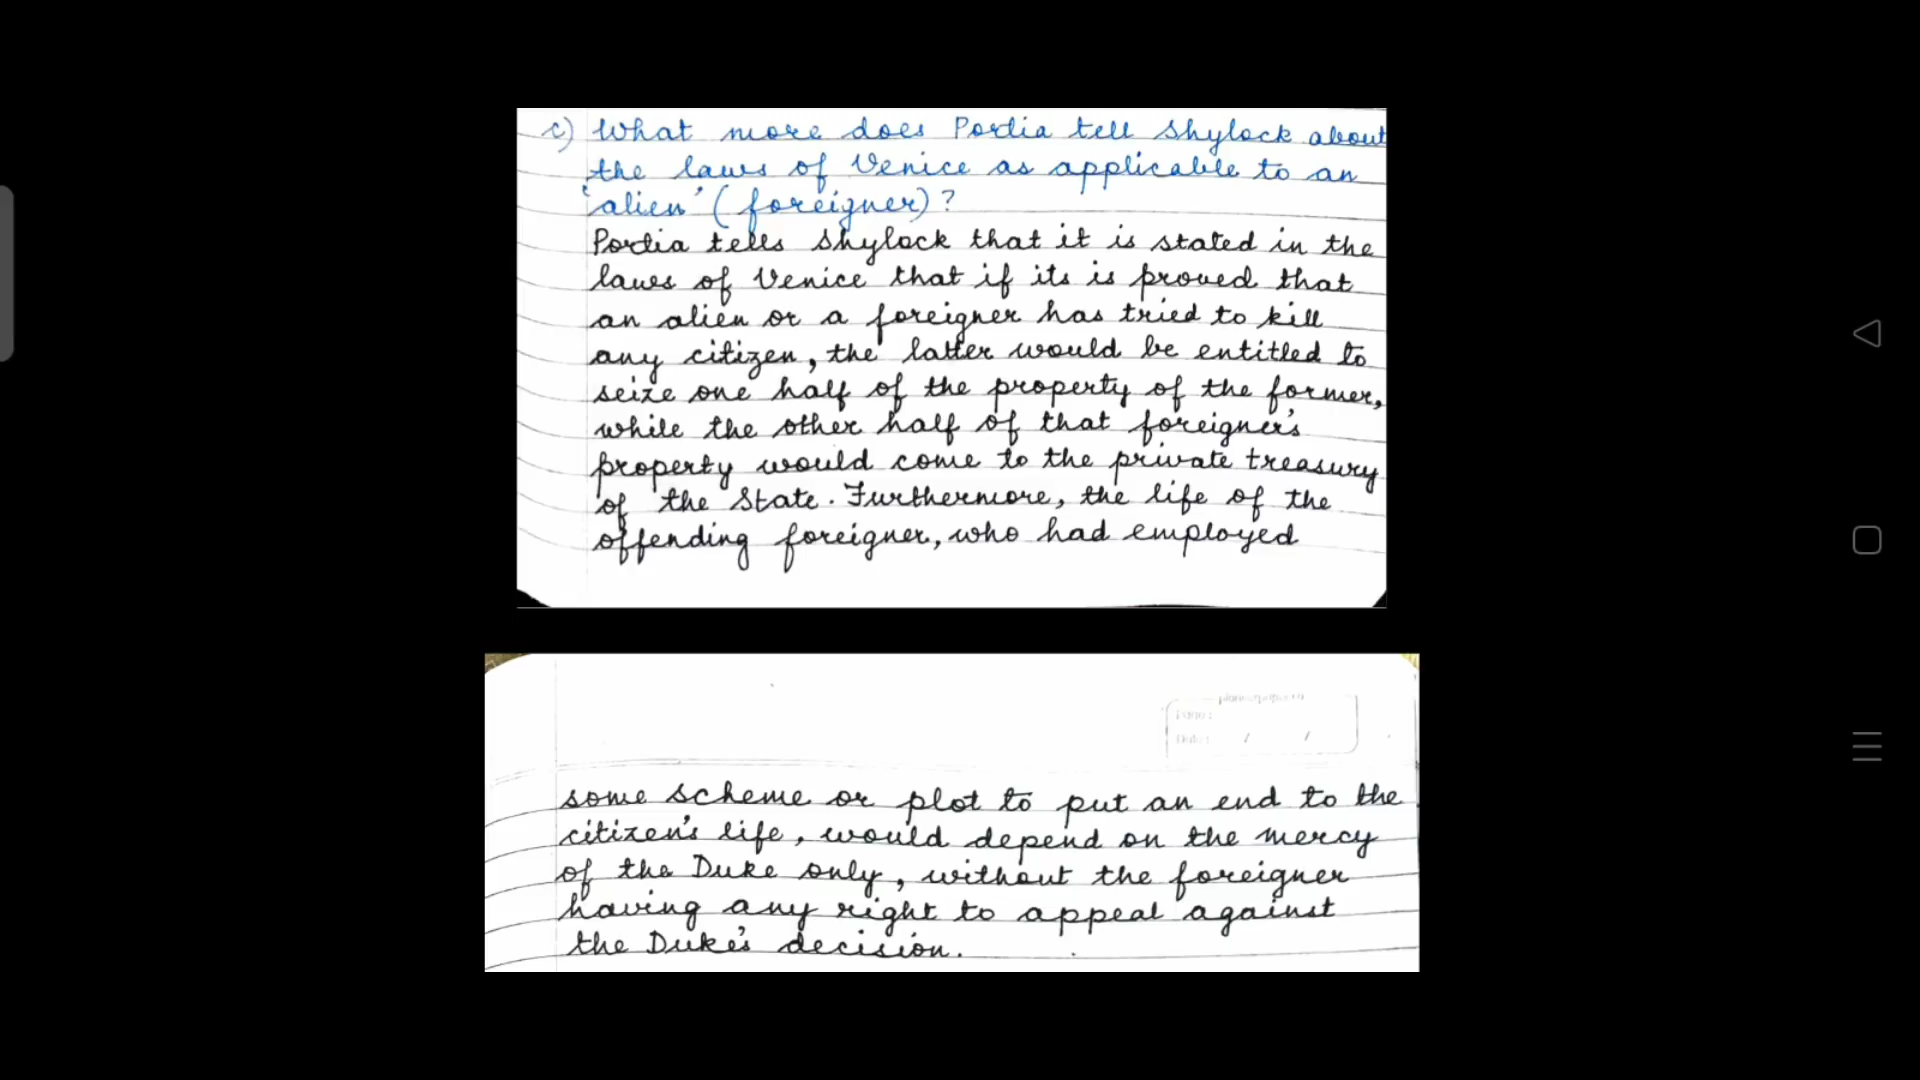 c) What more does Portia tell Shylock about
the laws of Venice as applicable to an
'alien' (foreigner)?
Portia tells Shylock that it is stated in the
laws of Venice that if its is proved that
an alien or a foreigner has tried to kill
any citizen, the latter would be entitled to
seize one half of the property of the former,
while the other half of that foreigner's
property would come to the private treasury
of the State. Furthermore, the life of the
offending foreigner, who had employed
Date: / /
some scheme or plot to put an end to the
citizen's life, would depend on the mercy
of the Duke only, without the foreigner
having any right to appeal against
the Duke's decision.